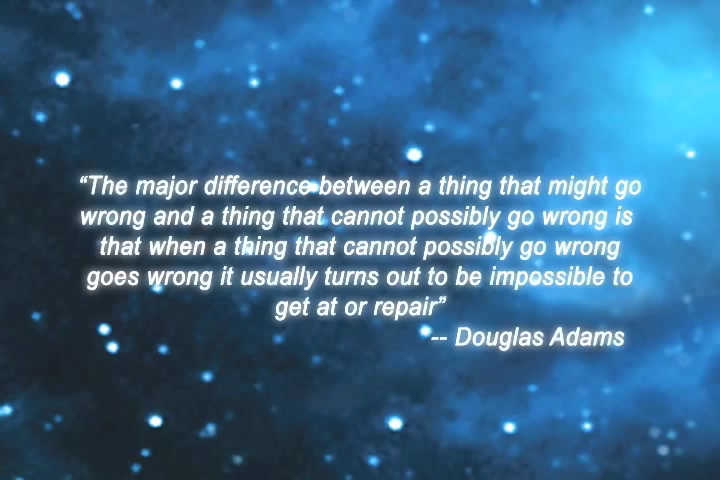 “The major difference between a thing that might go
wrong and a thing that cannot possibly go wrong is
that when a thing that cannot possibly go wrong
goes wrong it usually turns out to be impossible to
get at or repair”
-- Douglas Adams